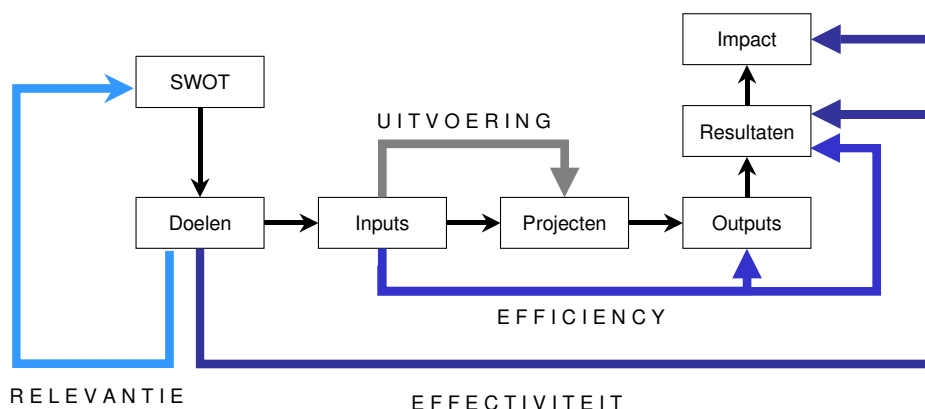 Impact
SWOT
UITVOERING
Resultaten
Doelen
Inputs
Projecten
Outputs
EFFICIENCY
RELEVANTIE
EFFECTIVITEIT